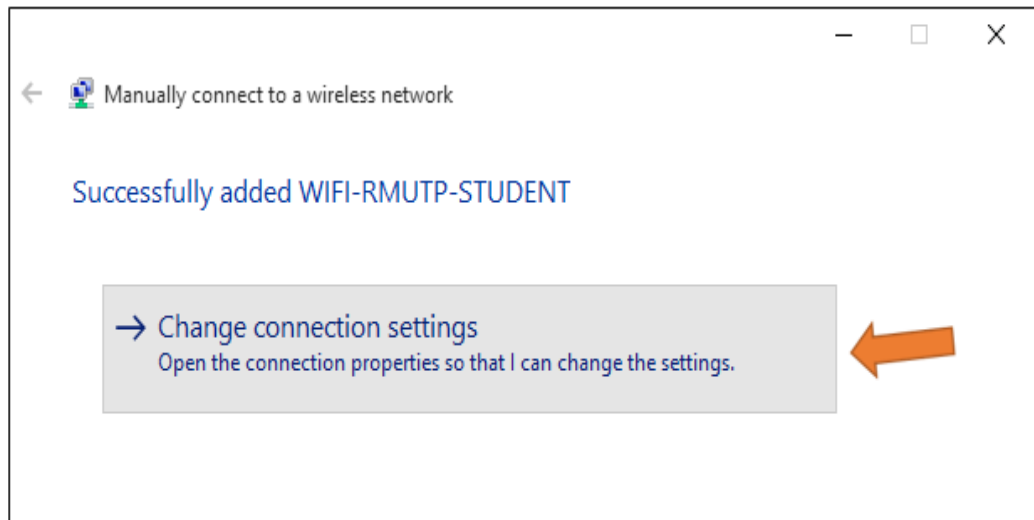 Manually connect to a wireless network
Successfully added WIFI-RMUTP-STUDENT
Change connection settings
Open the connection properties so that I can change the settings.